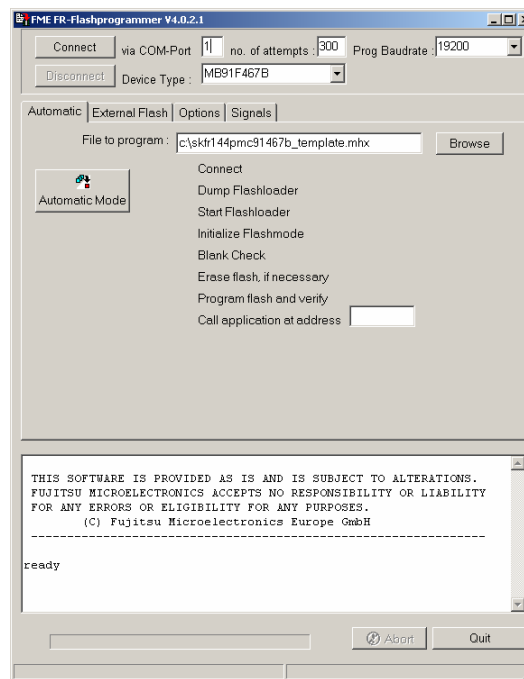 FME FR-Flashprogrammer V4.0.2.1
Connect via COM-Port 1 no. of attempts : 300 Prog Baudrate : 19200
Disconnect Device Type : MB91F467B
Automatic External Flash Options Signals
File to program : c:\skfr144pmc91467b_template.mhx Browse
Automatic Mode
Connect
Dump Flashloader
Start Flashloader
Initialize Flashmode
Blank Check
Erase flash, if necessary
Program flash and verify
Call application at address
THIS SOFTWARE IS PROVIDED AS IS AND IS SUBJECT TO ALTERATIONS.
FUJITSU MICROELECTRONICS ACCEPTS NO RESPONSIBILITY OR LIABILITY
FOR ANY ERRORS OR ELIGIBILITY FOR ANY PURPOSES.
(C) Fujitsu Microelectronics Europe GmbH
---------------------------------------------------------------
ready
Abort Quit